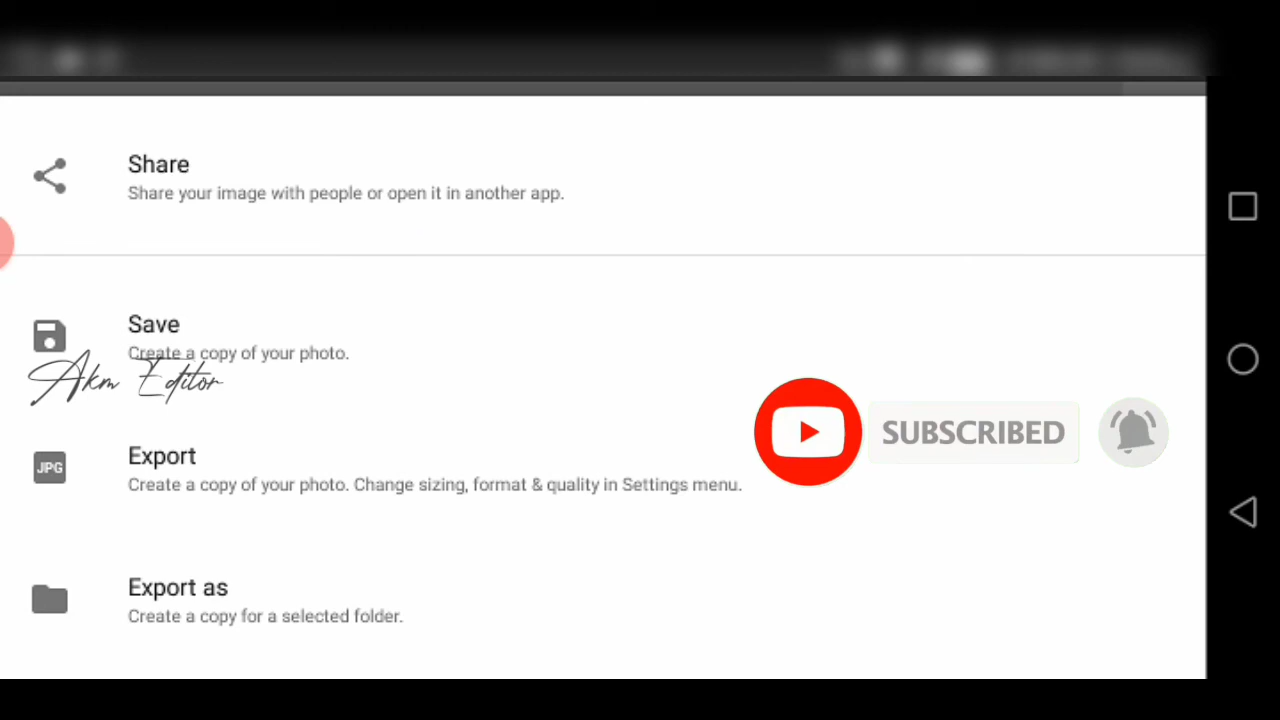 Share
Share your image with people or open it in another app.
Save
Create a copy of your photo.
Akm Editor
SUBSCRIBED
JPG
Export
Create a copy of your photo. Change sizing, format & quality in Settings menu.
Export as
Create a copy for a selected folder.